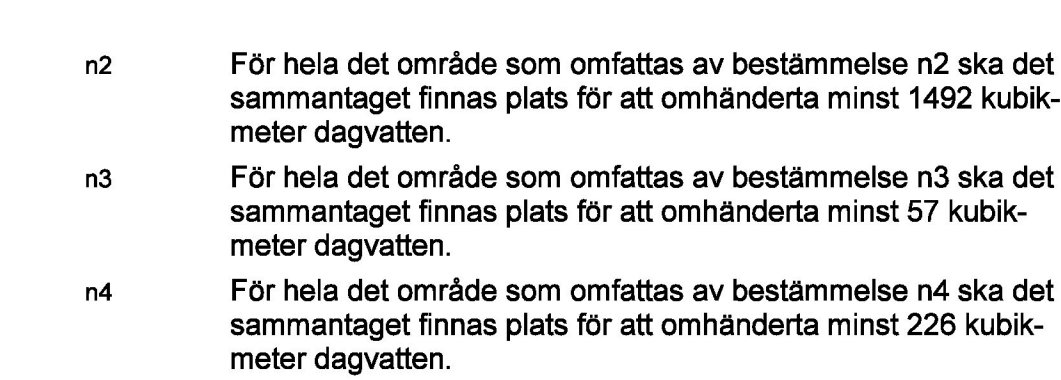 n2 För hela det område som omfattas av bestämmelse n2 ska det
sammantaget finnas plats för att omhänderta minst 1492 kubik-
meter dagvatten.
n3 För hela det område som omfattas av bestämmelse n3 ska det
sammantaget finnas plats för att omhänderta minst 57 kubik-
meter dagvatten.
n4 För hela det område som omfattas av bestämmelse n4 ska det
sammantaget finnas plats för att omhänderta minst 226 kubik-
meter dagvatten.